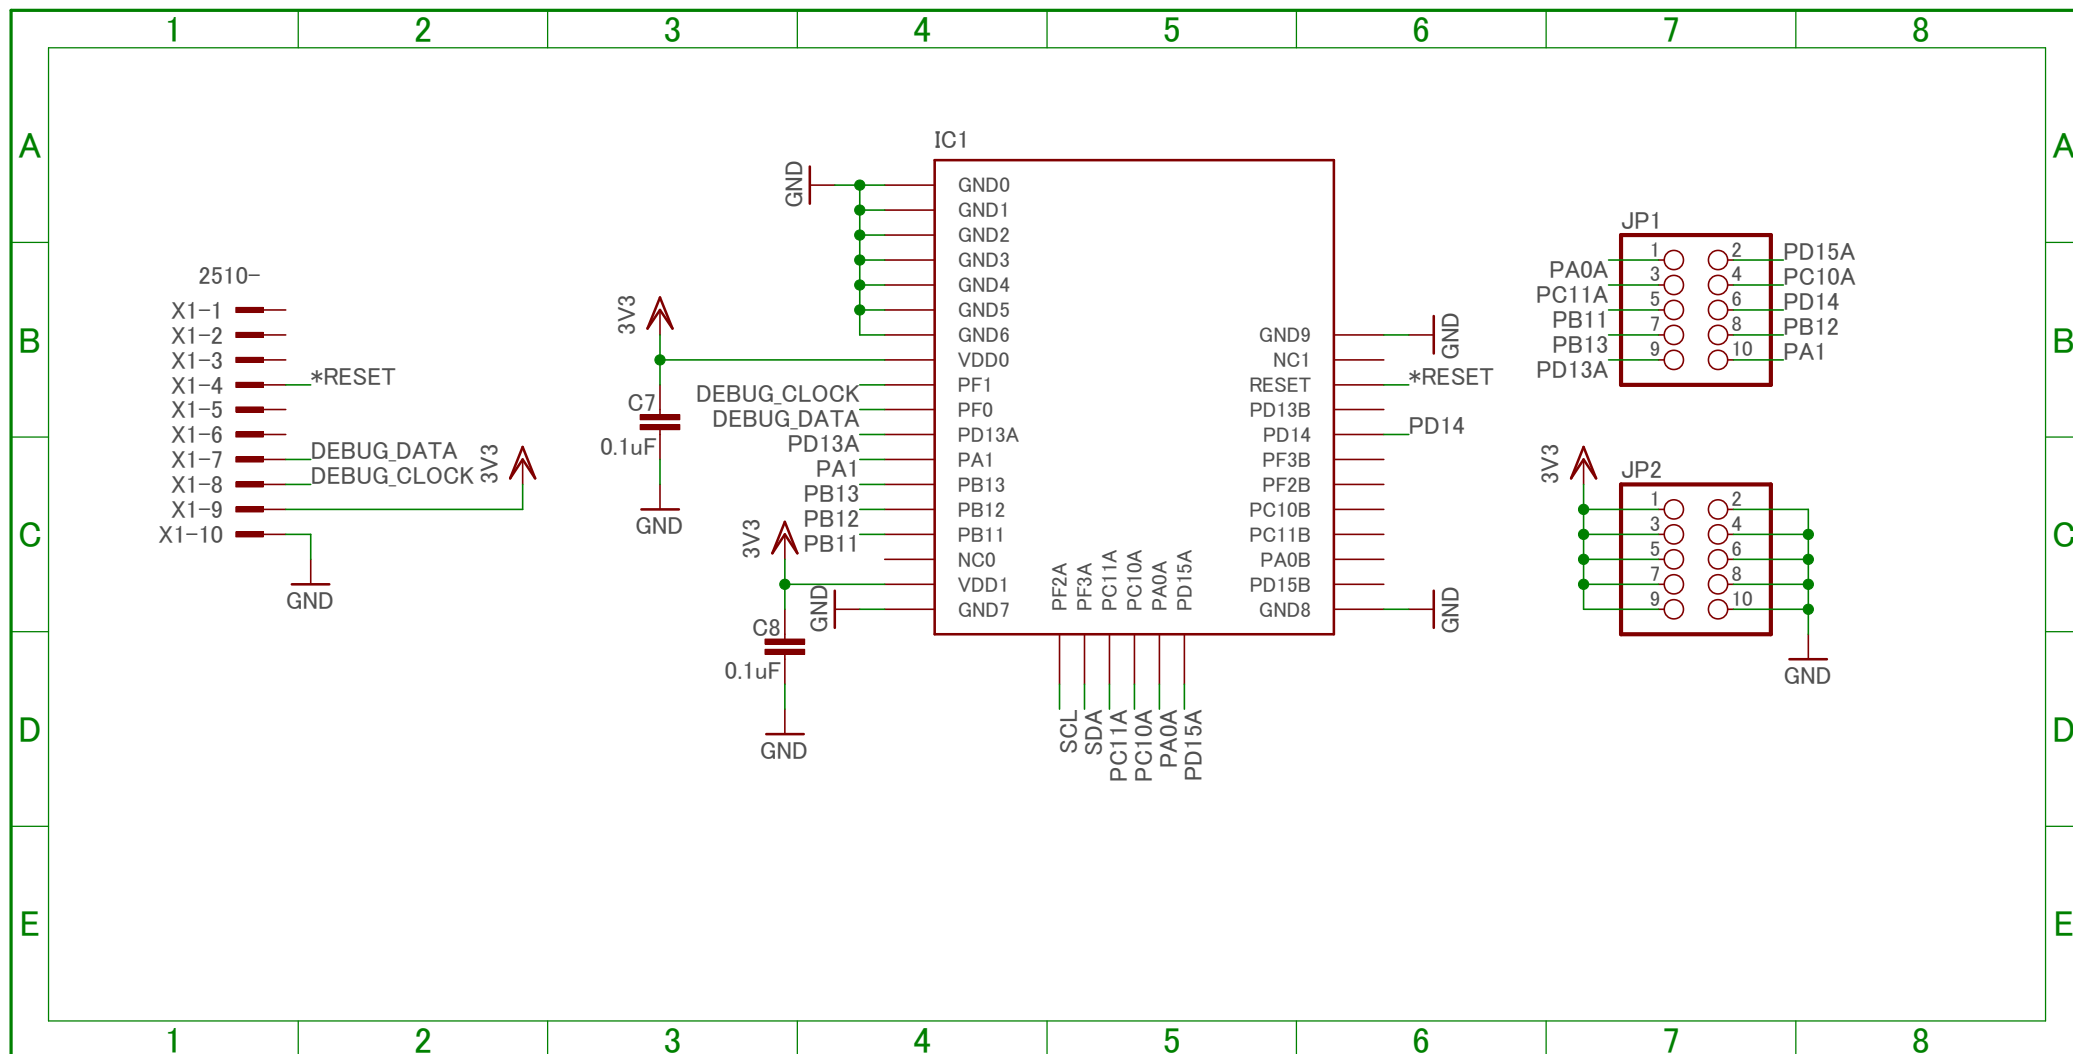 1 2 3 4 5 6 7 8
A A
B B
C C
D D
E E
1 2 3 4 5 6 7 8
2510-
X1-1
X1-2
X1-3
X1-4 *RESET
X1-5
X1-6
X1-7 DEBUG_DATA
X1-8 DEBUG_CLOCK
X1-9 3V3
X1-10
GND
3V3
C7
0.1uF
GND
3V3
C8
0.1uF
GND
IC1
GND
GND0
GND1
GND2
GND3
GND4
GND5
GND6
VDD0
DEBUG_CLOCK PF1
DEBUG_DATA PF0
PD13A PD13A
PA1 PA1
PB13 PB13
PB12 PB12
PB11 PB11
NC0
VDD1
GND GND7
PF2A
PF3A
PC11A
PC10A
PA0A
PD15A
SCL
SDA
PC11A
PC10A
PA0A
PD15A
GND9 GND
NC1
RESET *RESET
PD13B
PD14 PD14
PF3B
PF2B
PC10B
PC11B
PA0B
PD15B
GND8 GND
JP1
PA0A 1 2 PD15A
PC11A 3 4 PC10A
PB11 5 6 PD14
PB13 7 8 PB12
PD13A 9 10 PA1
3V3
JP2
1 2
3 4
5 6
7 8
9 10
GND